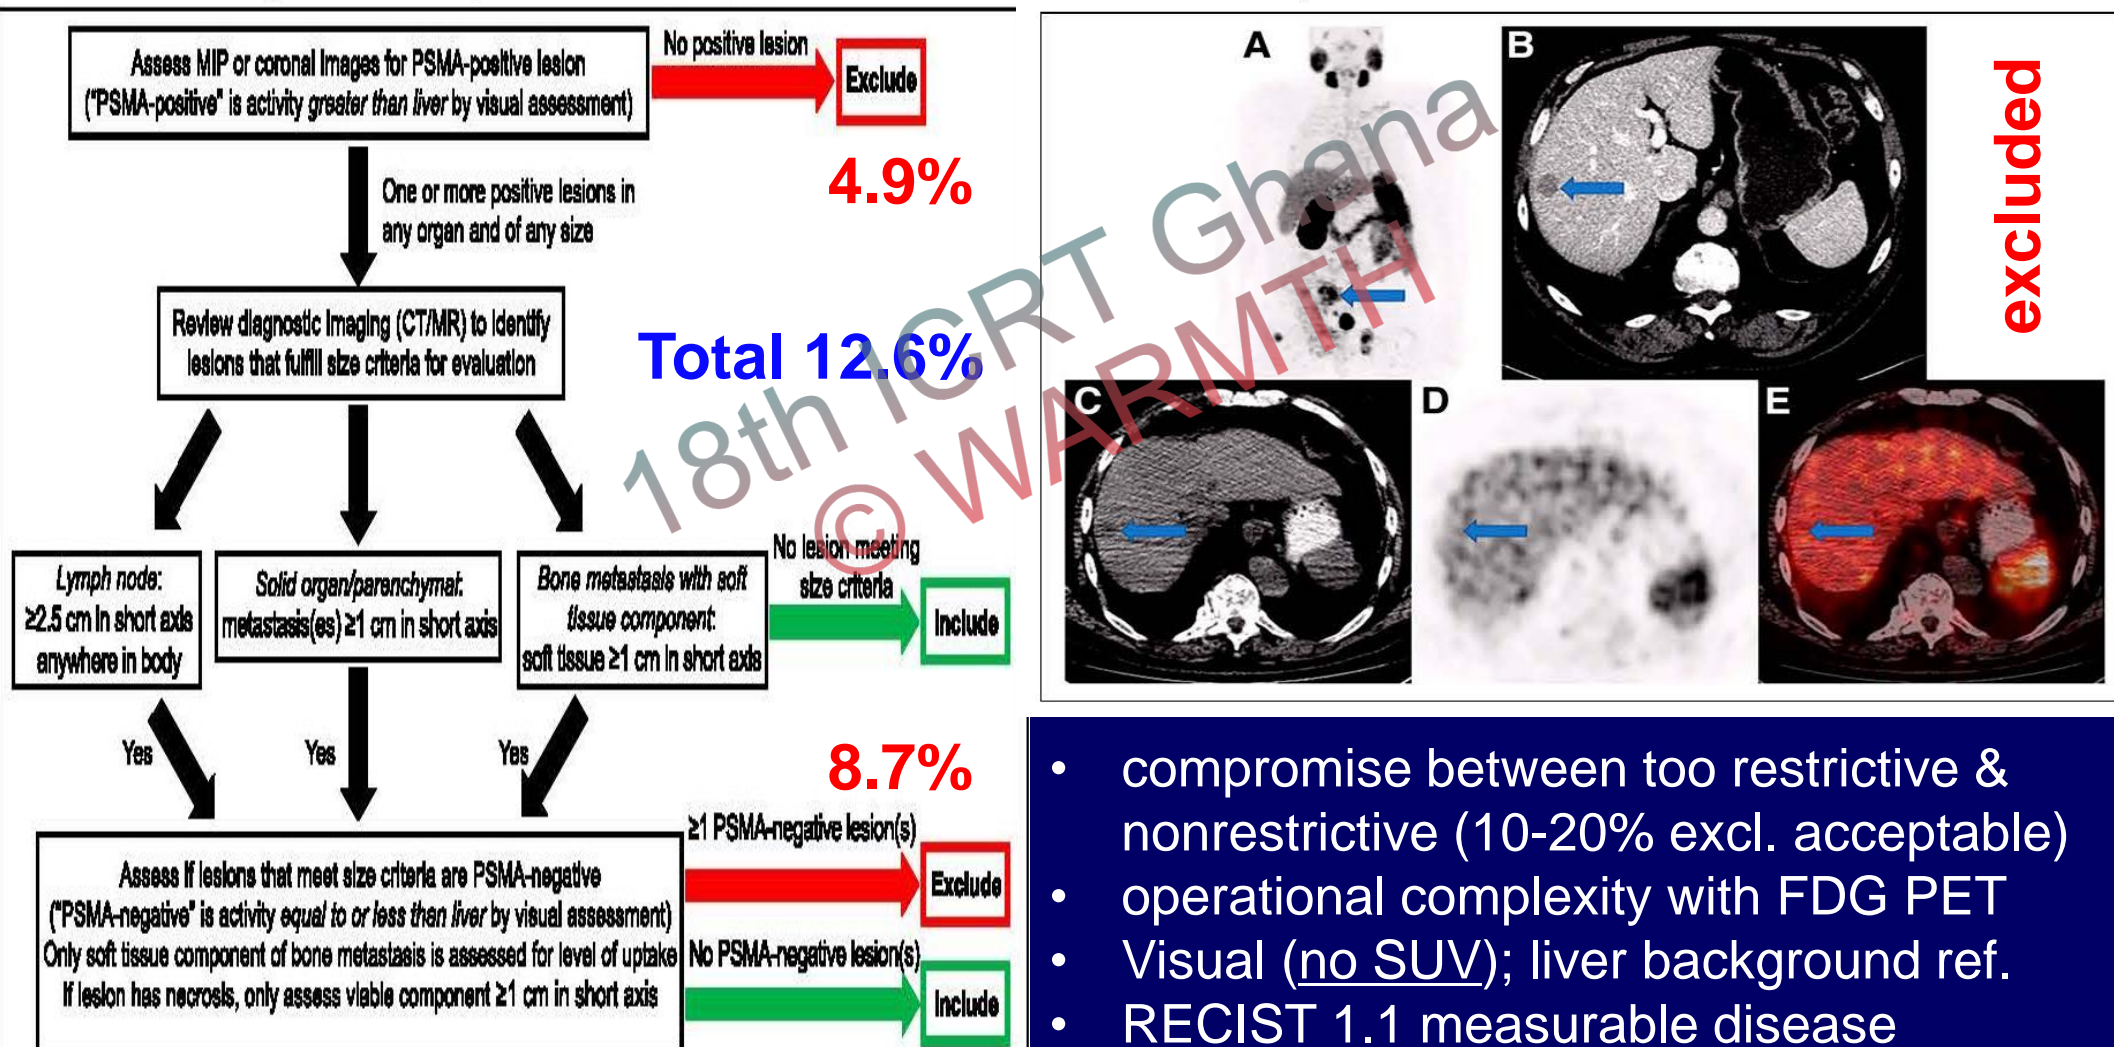 Assess MIP or coronal images for PSMA-positive lesion
("PSMA-positive" is activity greater than liver by visual assessment)
No positive lesion
Exclude
4.9%
One or more positive lesions in
any organ and of any size
Review diagnostic imaging (CT/MR) to identify
lesions that fulfill size criteria for evaluation
Total 12.6%
Lymph node:
≥2.5 cm in short axis
anywhere in body
Solid organ/parenchymal:
metastasis(es) ≥1 cm in short axis
Bone metastasis with soft
tissue component:
soft tissue ≥1 cm in short axis
No lesion meeting
size criteria
Include
Yes
Yes
Yes
8.7%
Assess if lesions that meet size criteria are PSMA-negative
("PSMA-negative" is activity equal to or less than liver by visual assessment)
Only soft tissue component of bone metastasis is assessed for level of uptake
If lesion has necrosis, only assess viable component ≥1 cm in short axis
≥1 PSMA-negative lesion(s)
Exclude
No PSMA-negative lesion(s)
Include
A
B
C
D
E
excluded
18th ICRT Ghana
© WARMTH
• compromise between too restrictive &
nonrestrictive (10-20% excl. acceptable)
• operational complexity with FDG PET
• Visual (no SUV); liver background ref.
• RECIST 1.1 measurable disease